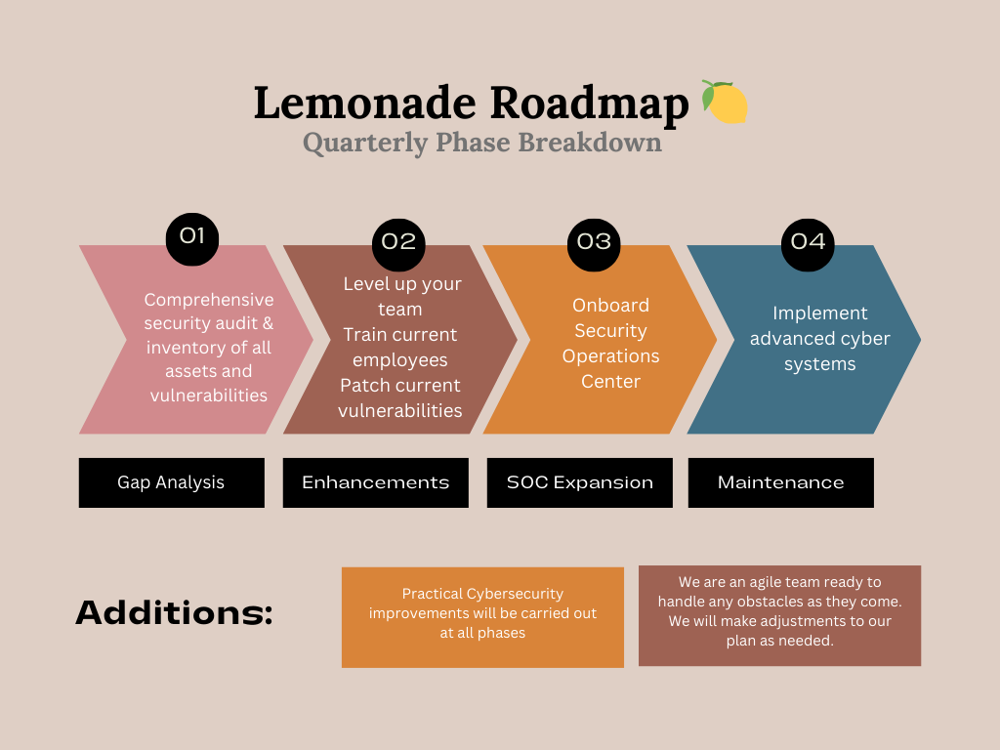 Lemonade Roadmap
Quarterly Phase Breakdown
01
Comprehensive
security audit &
inventory of all
assets and
vulnerabilities
Gap Analysis
02
Level up your
team
Train current
employees
Patch current
vulnerabilities
Enhancements
03
Onboard
Security
Operations
Center
SOC Expansion
04
Implement
advanced cyber
systems
Maintenance
Additions:
Practical Cybersecurity
improvements will be carried out
at all phases
We are an agile team ready to
handle any obstacles as they come.
We will make adjustments to our
plan as needed.